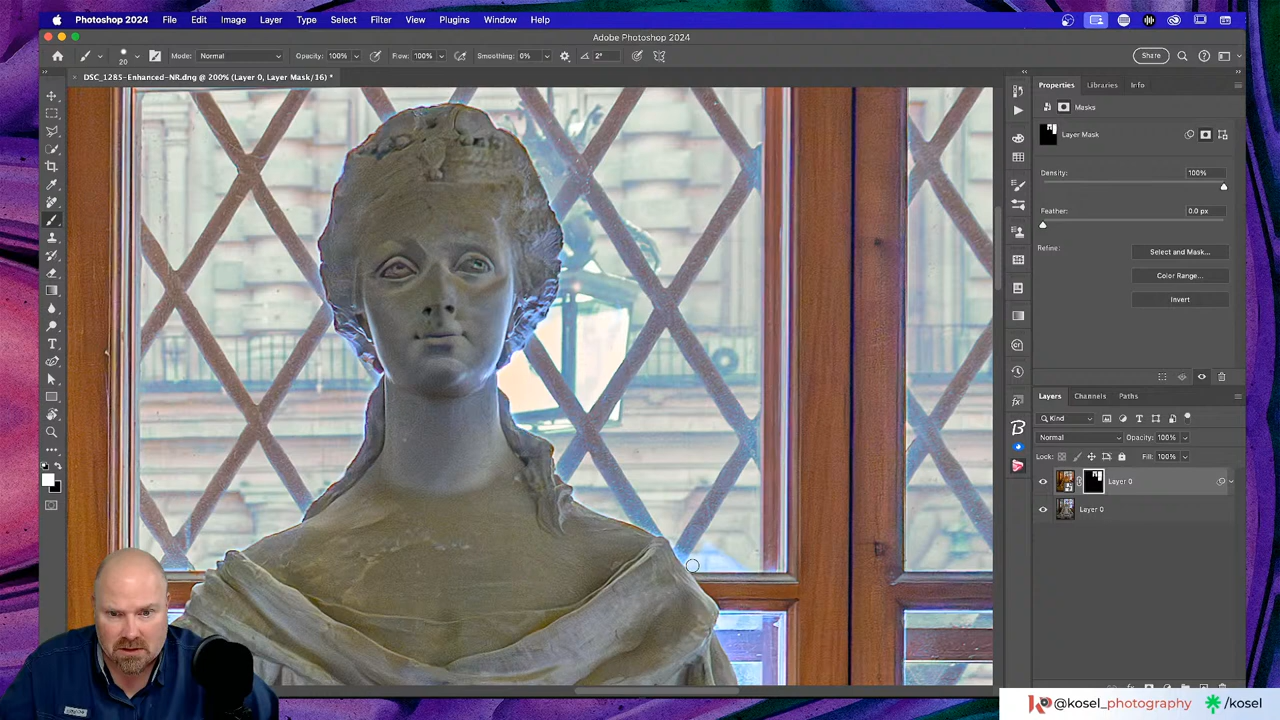 Photoshop 2024 File Edit Image Layer Type Select Filter View Plugins Window Help
Adobe Photoshop 2024
20 Mode: Normal Opacity: 100% Flow: 100% Smoothing: 0% 2° Share
DSC_1285-Enhanced-NR.dng @ 200% (Layer 0, Layer Mask/16) *
Properties Libraries Info
Masks
Layer Mask
Density: 100%
Feather: 0.0 px
Refine: Select and Mask...
Color Range...
Invert
Layers Channels Paths
Kind
Normal Opacity: 100%
Lock: Fill: 100%
Layer 0
Layer 0
@kosel_photography /kosel